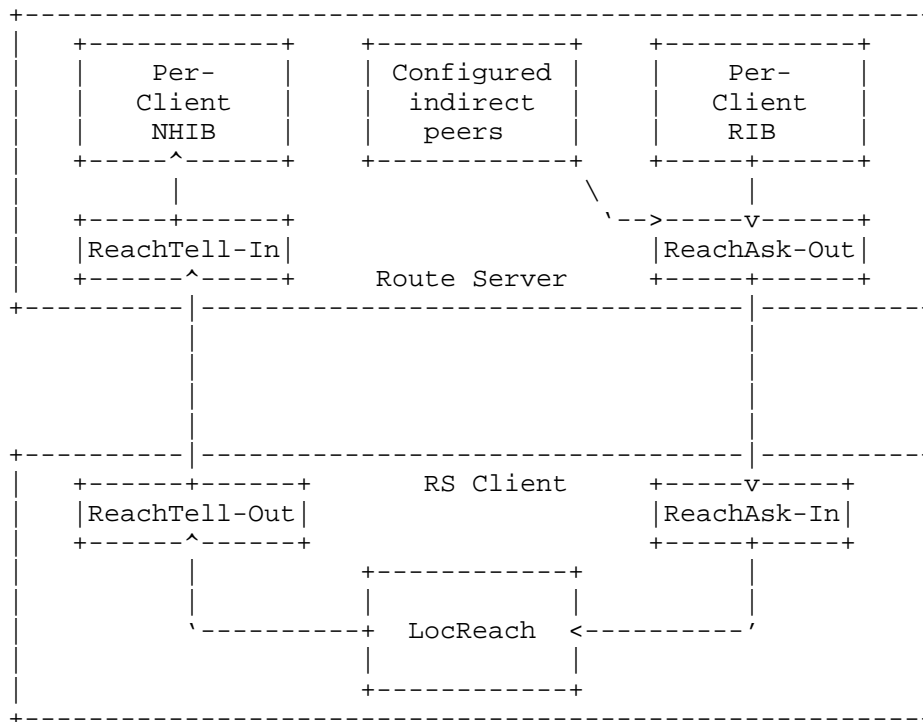 Per- Configured Per-
Client indirect Client
NHIB peers RIB
ReachTell-In ReachAsk-Out
Route Server
RS Client
ReachTell-Out ReachAsk-In
LocReach